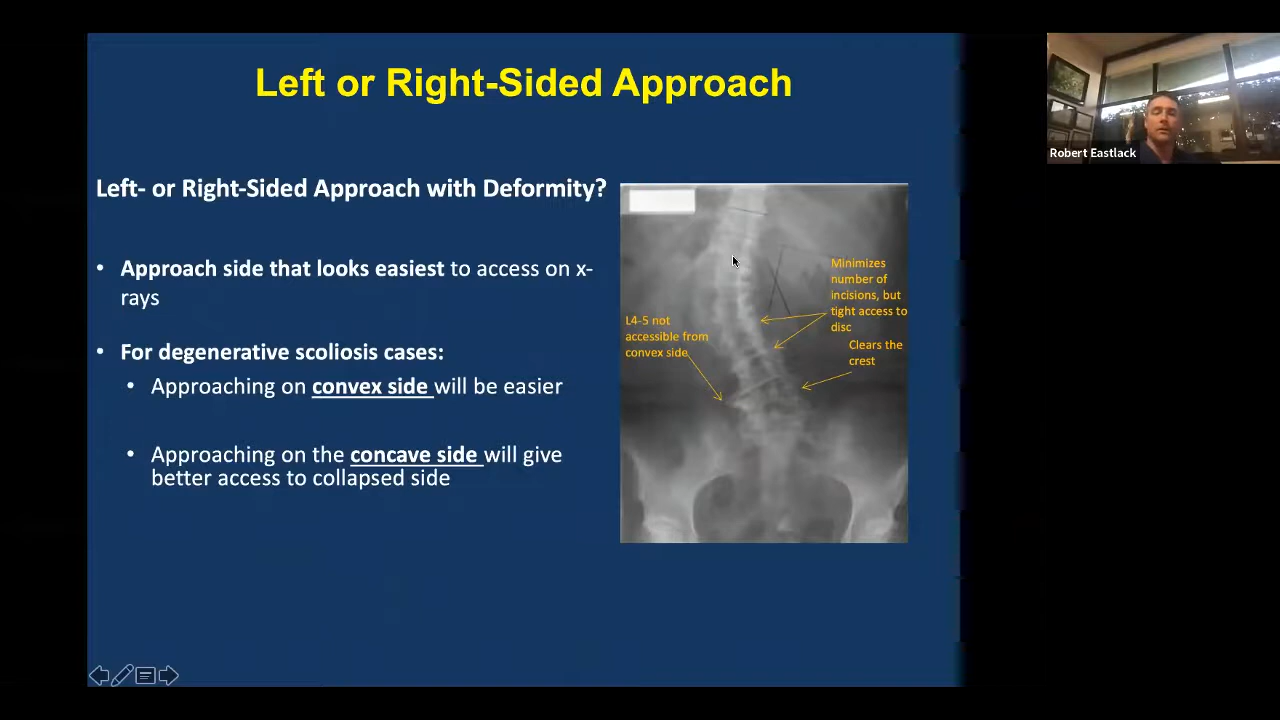 Left or Right-Sided Approach
Robert Eastlack
Left- or Right-Sided Approach with Deformity?
• Approach side that looks easiest to access on x-
rays
• For degenerative scoliosis cases:
• Approaching on convex side will be easier
• Approaching on the concave side will give
better access to collapsed side
L4-5 not
accessible from
convex side
Minimizes
number of
incisions, but
tight access to
disc
Clears the
crest